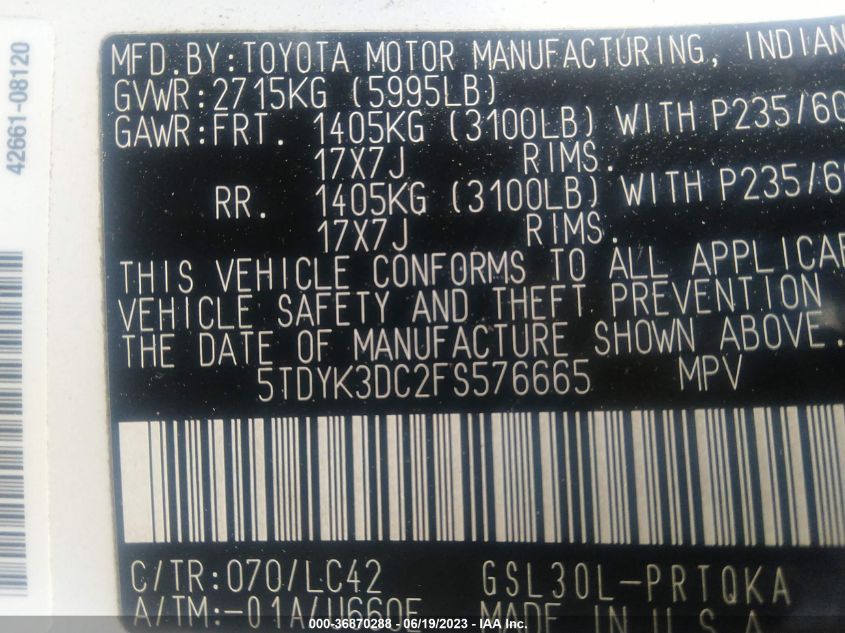 42661-08120
MFD.BY:TOYOTA MOTOR MANUFACTURING, INDIAN
GVWR:2715KG (5995LB)
GAWR:FRT. 1405KG (3100LB) WITH P235/60
17X7J RIMS.
RR. 1405KG (3100LB) WITH P235/60
17X7J RIMS.
THIS VEHICLE CONFORMS TO ALL APPLICAB
VEHICLE SAFETY AND THEFT PREVENTION
THE DATE OF MANUFACTURE SHOWN ABOVE.
5TDYK3DC2FS576665 MPV
C/TR:070/LC42 GSL30L-PRTQKA
A/TM:-01A/U660E MADE IN U.S.A
000-36870288 - 06/19/2023 - IAA Inc.